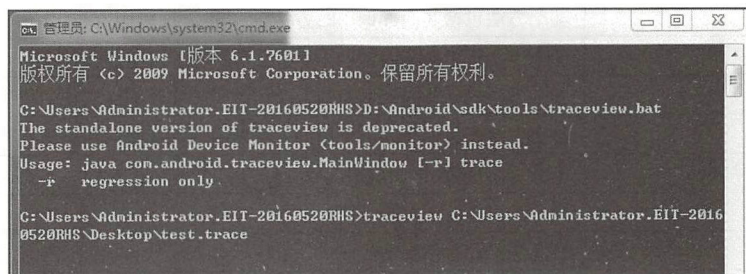 管理员: C:\Windows\system32\cmd.exe
Microsoft Windows [版本 6.1.7601]
版权所有 (c) 2009 Microsoft Corporation。保留所有权利。
C:\Users\Administrator.EIT-20160520RHS>D:\Android\sdk\tools\traceview.bat
The standalone version of traceview is deprecated.
Please use Android Device Monitor (tools/monitor) instead.
Usage: java com.android.traceview.MainWindow [-r] trace
-r   regression only
C:\Users\Administrator.EIT-20160520RHS>traceview C:\Users\Administrator.EIT-2016
0520RHS\Desktop\test.trace